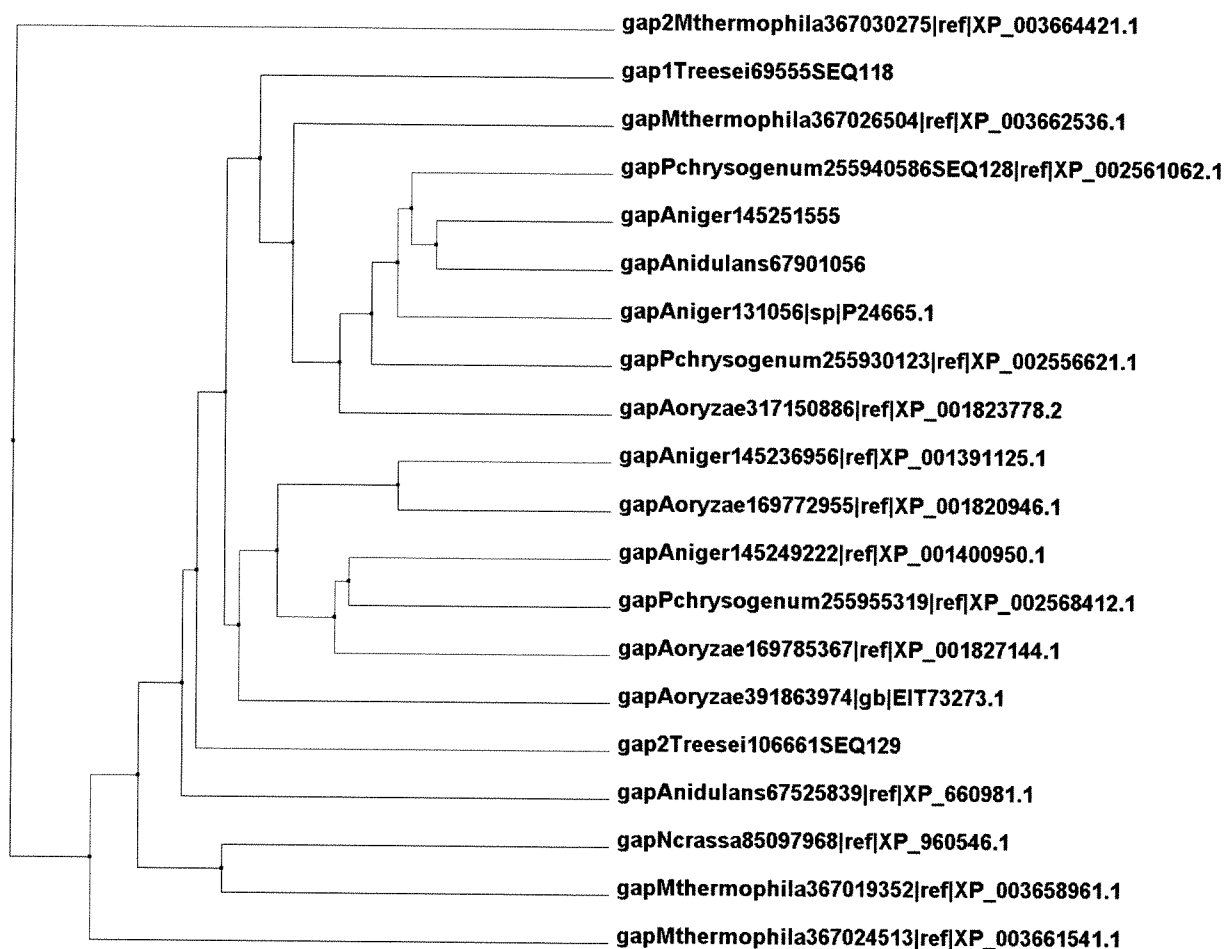 gap2Mthermophila367030275|ref|XP_003664421.1
gap1Treesei69555SEQ118
gapMthermophila367026504|ref|XP_003662536.1
gapPchrysogenum255940586SEQ128|ref|XP_002561062.1
gapAniger145251555
gapAnidulans67901056
gapAniger131056|sp|P24665.1
gapPchrysogenum255930123|ref|XP_002556621.1
gapAoryzae317150886|ref|XP_001823778.2
gapAniger145236956|ref|XP_001391125.1
gapAoryzae169772955|ref|XP_001820946.1
gapAniger145249222|ref|XP_001400950.1
gapPchrysogenum255955319|ref|XP_002568412.1
gapAoryzae169785367|ref|XP_001827144.1
gapAoryzae391863974|gb|EIT73273.1
gap2Treesei106661SEQ129
gapAnidulans67525839|ref|XP_660981.1
gapNcrassa85097968|ref|XP_960546.1
gapMthermophila367019352|ref|XP_003658961.1
gapMthermophila367024513|ref|XP_003661541.1